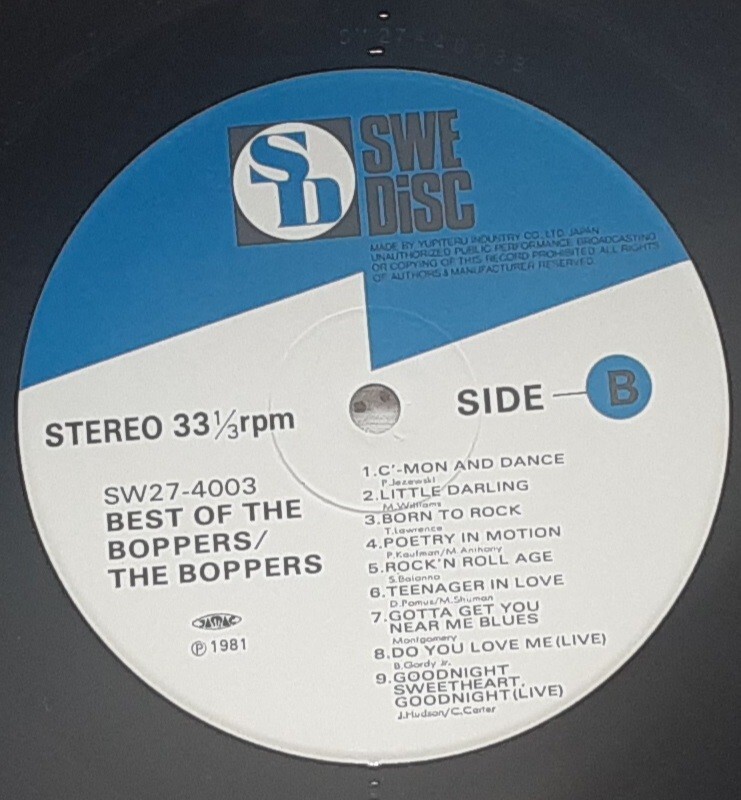 SD
SWE
DiSC
MADE BY YUPITERU INDUSTRY CO., LTD. JAPAN
UNAUTHORIZED PUBLIC PERFORMANCE BROADCASTING
OR COPYING OF THIS RECORD PROHIBITED ALL RIGHTS
OF AUTHORS & MANUFACTURER RESERVED.
SIDE — B
STEREO 33⅓rpm
SW27-4003
BEST OF THE
BOPPERS/
THE BOPPERS
JASRAC
Ⓟ 1981
1.C'-MON AND DANCE
P.Jezewski
2.LITTLE DARLING
M.Williams
3.BORN TO ROCK
T.Lawrence
4.POETRY IN MOTION
P.Kaufman/M.Anthony
5.ROCK'N ROLL AGE
S.Baianno
6.TEENAGER IN LOVE
D.Pomus/M.Shuman
7.GOTTA GET YOU
NEAR ME BLUES
Montgomery
8.DO YOU LOVE ME(LIVE)
B.Gordy Jr.
9.GOODNIGHT
SWEETHEART,
GOODNIGHT(LIVE)
J.Hudson/C.Carter